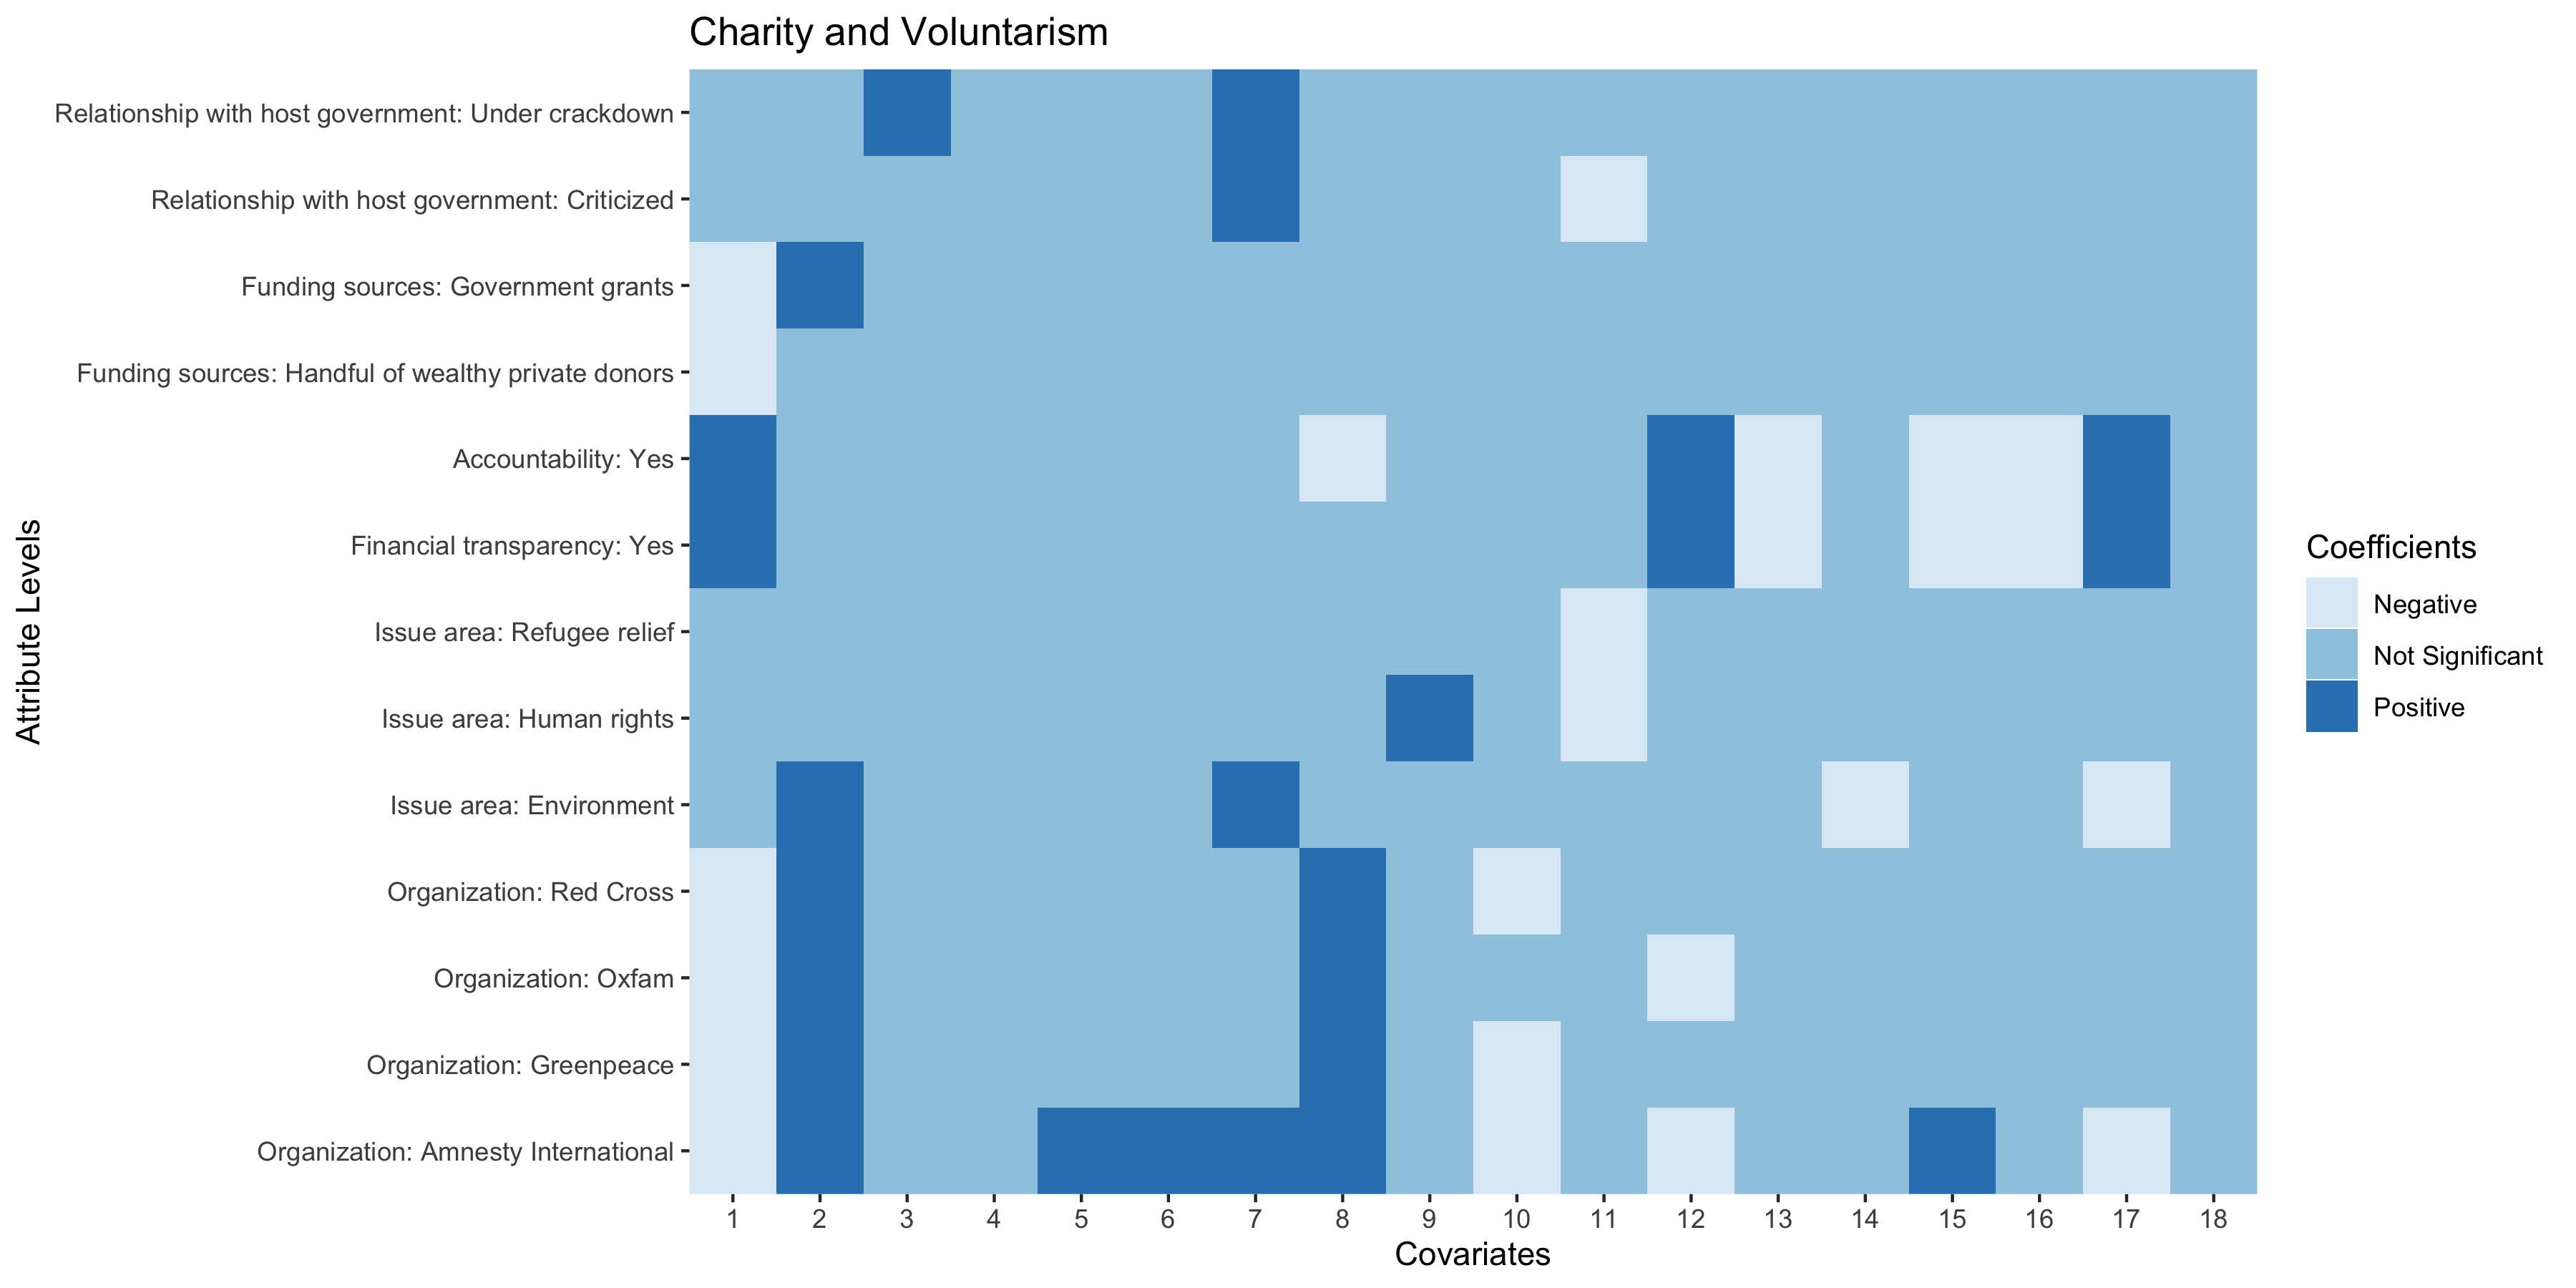 Charity and Voluntarism
Relationship with host government: Under crackdown
Relationship with host government: Criticized
Funding sources: Government grants
Funding sources: Handful of wealthy private donors
Accountability: Yes
Financial transparency: Yes
Issue area: Refugee relief
Issue area: Human rights
Issue area: Environment
Organization: Red Cross
Organization: Oxfam
Organization: Greenpeace
Organization: Amnesty International
Attribute Levels
1 2 3 4 5 6 7 8 9 10 11 12 13 14 15 16 17 18
Covariates
Coefficients
Negative
Not Significant
Positive